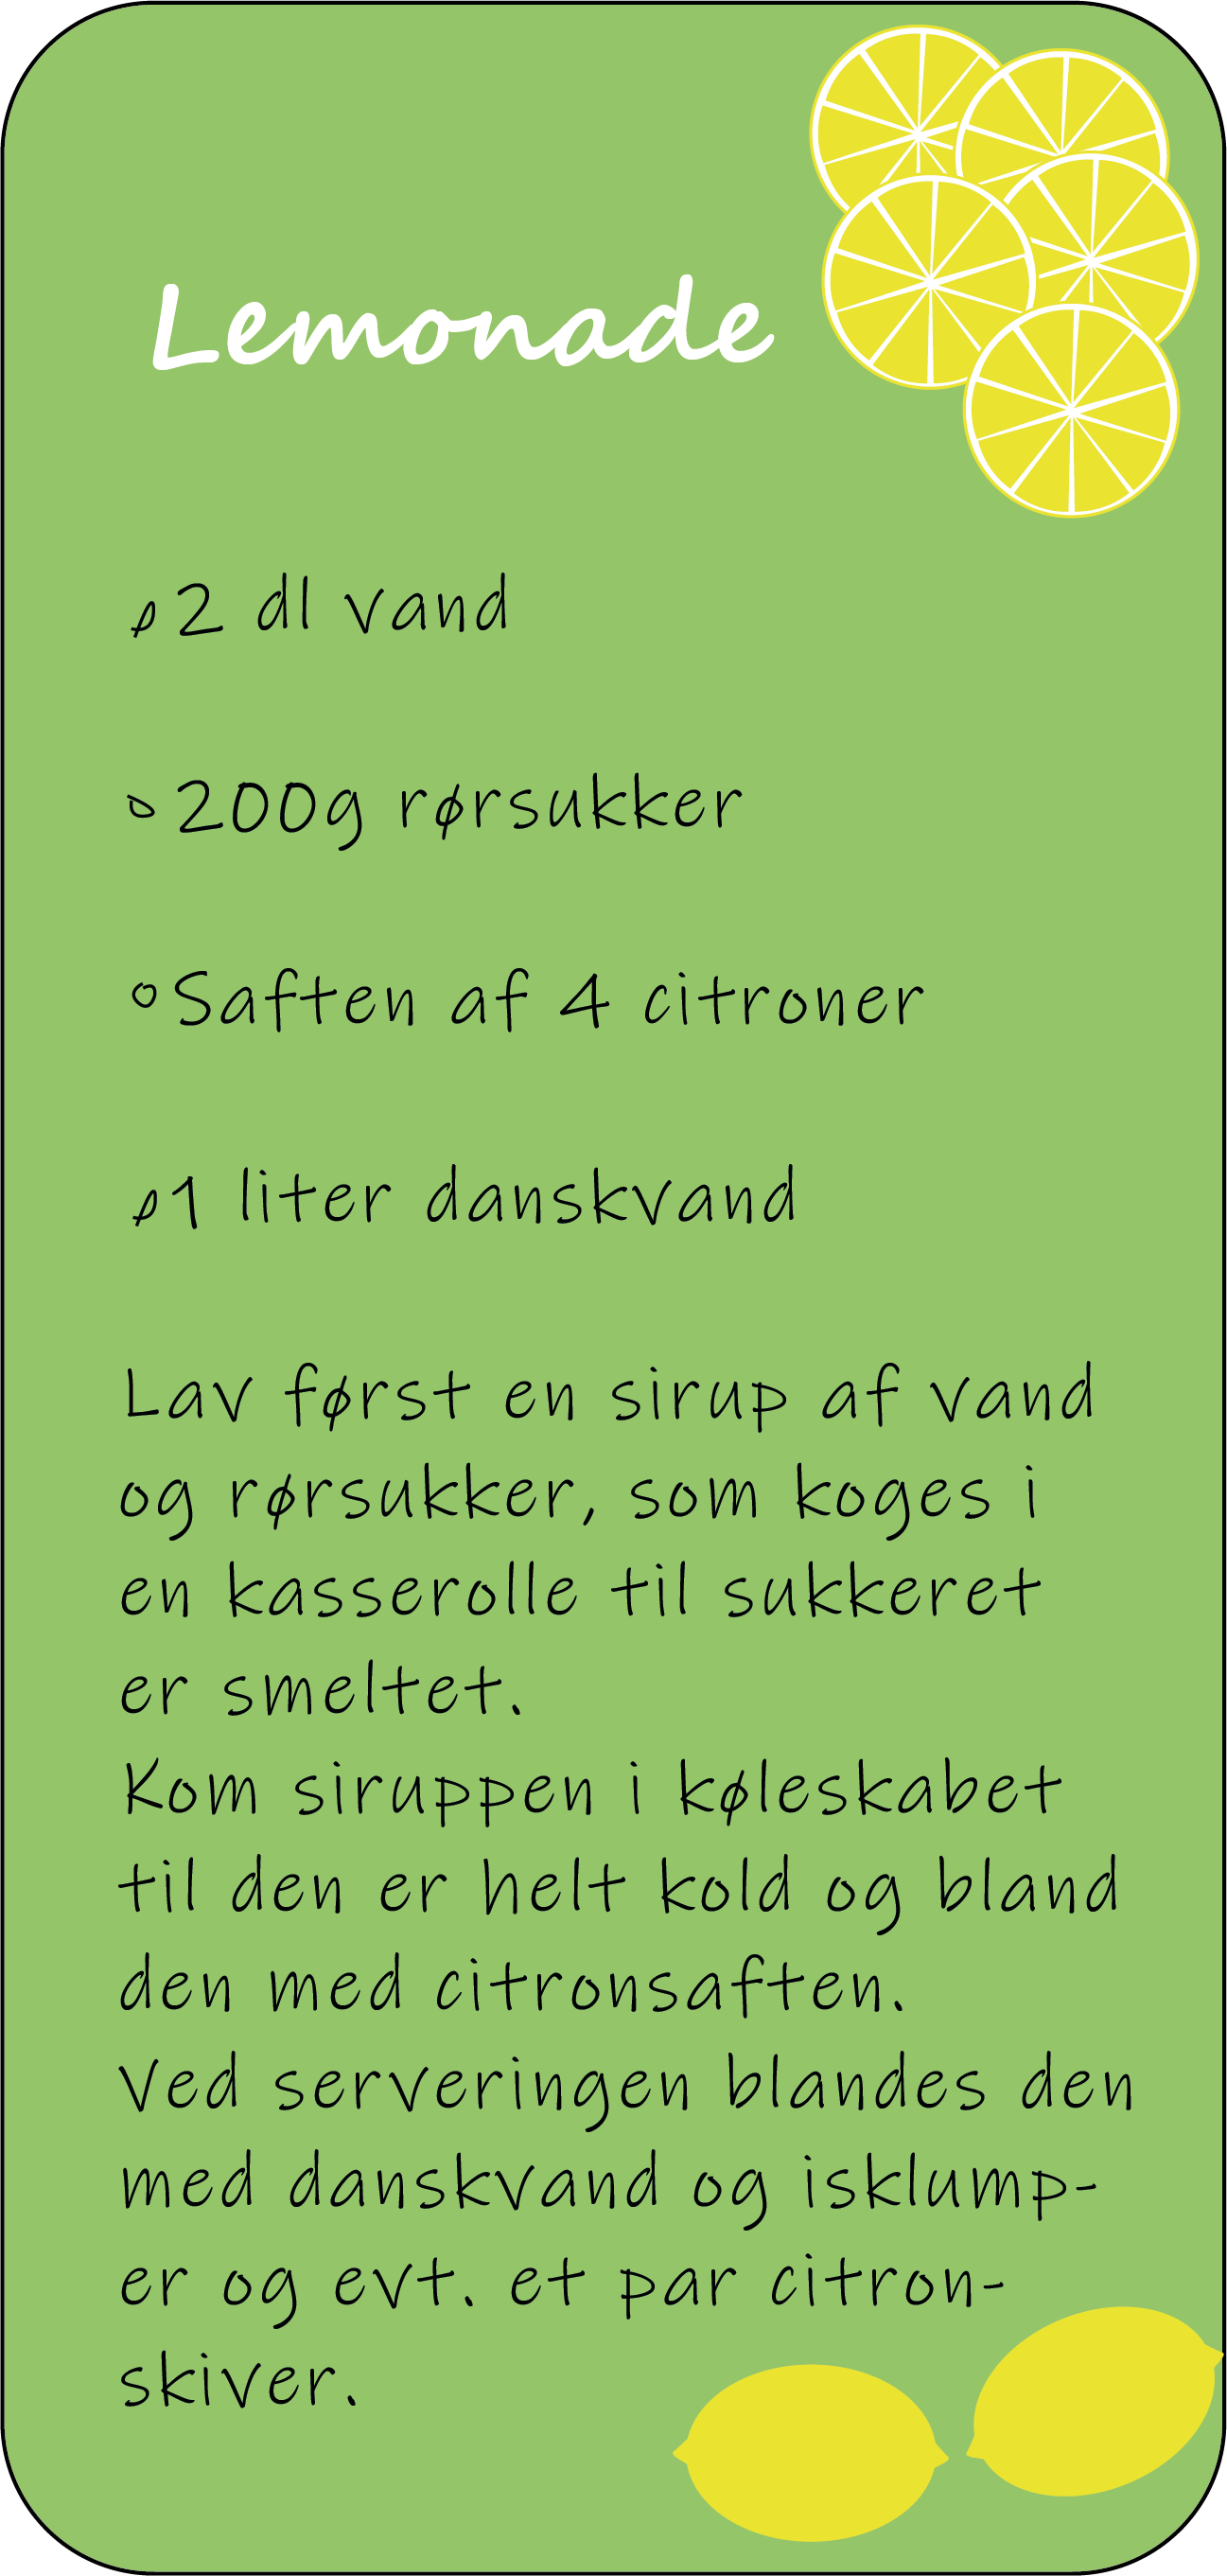 Lemonade
2 dl vand
200g rørsukker
Saften af 4 citroner
1 liter danskvand
Lav først en sirup af vand
og rørsukker, som koges i
en kasserolle til sukkeret
er smeltet.
Kom siruppen i køleskabet
til den er helt kold og bland
den med citronsaften.
Ved serveringen blandes den
med danskvand og isklump-
er og evt. et par citron-
skiver.